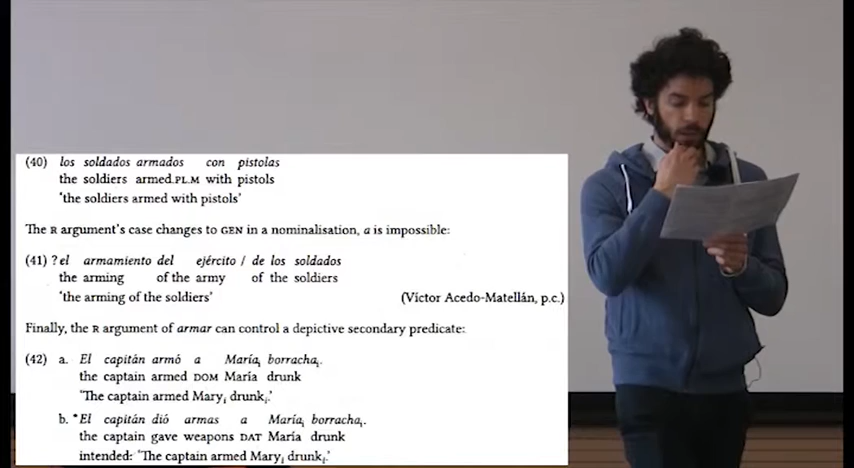 (40) los soldados armados con pistolas
the soldiers armed.PL.M with pistols
'the soldiers armed with pistols'
The R argument's case changes to GEN in a nominalisation, a is impossible:
(41) ?el armamiento del ejército / de los soldados
the arming of the army of the soldiers
'the arming of the soldiers' (Víctor Acedo-Matellán, p.c.)
Finally, the R argument of armar can control a depictive secondary predicate:
(42) a. El capitán armó a Maríaᵢ borrachaᵢ.
the captain armed DOM María drunk
'The captain armed Maryᵢ drunkᵢ.'
b. *El capitán dió armas a Maríaᵢ borrachaᵢ.
the captain gave weapons DAT María drunk
intended: 'The captain armed Maryᵢ drunkᵢ.'